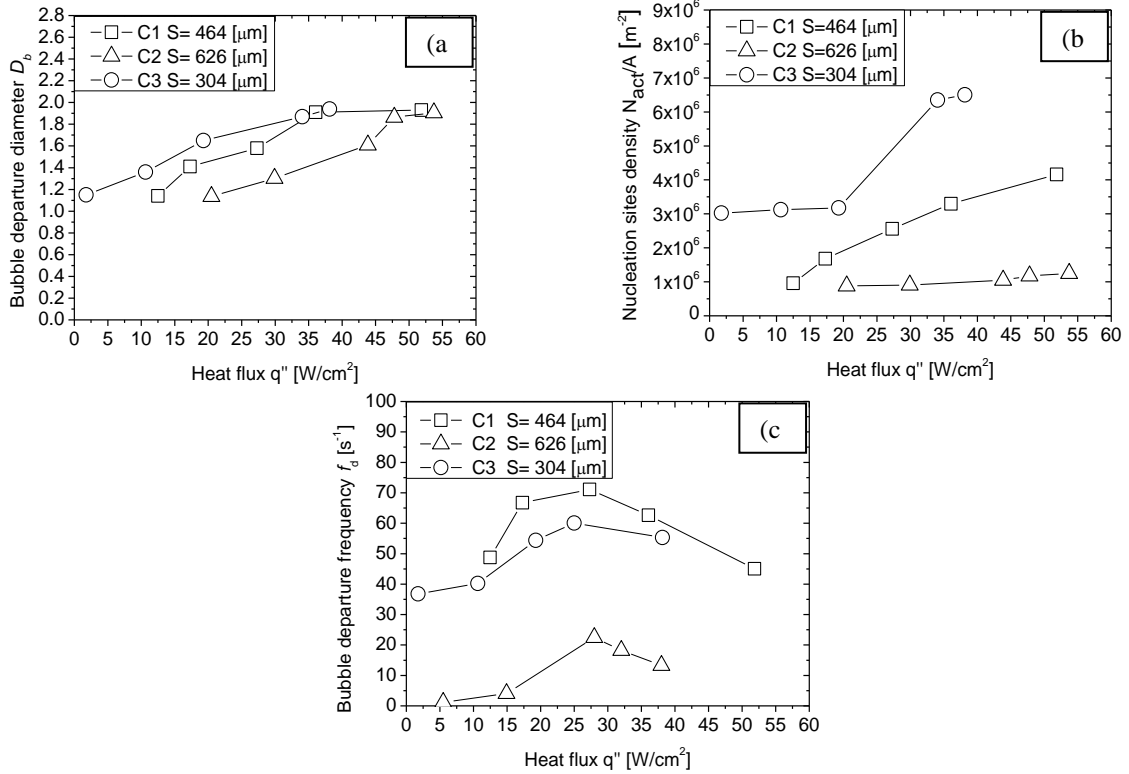 (a
C1 S= 464 [μm]
C2 S= 626 [μm]
C3 S= 304 [μm]
Bubble departure diameter D_b
2.8
2.6
2.4
2.2
2.0
1.8
1.6
1.4
1.2
1.0
0.8
0.6
0.4
0.2
0.0
0 5 10 15 20 25 30 35 40 45 50 55 60
Heat flux q" [W/cm²]
(b
C1 S=464 [μm]
C2 S=626 [μm]
C3 S=304 [μm]
Nucleation sites density N_act/A [m⁻²]
9x10⁶
8x10⁶
7x10⁶
6x10⁶
5x10⁶
4x10⁶
3x10⁶
2x10⁶
1x10⁶
0
0 5 10 15 20 25 30 35 40 45 50 55 60
Heat flux q" [W/cm²]
(c
C1 S= 464 [μm]
C2 S= 626 [μm]
C3 S= 304 [μm]
Bubble departure frequency f_d [s⁻¹]
100
90
80
70
60
50
40
30
20
10
0
0 5 10 15 20 25 30 35 40 45 50 55 60
Heat flux q" [W/cm²]